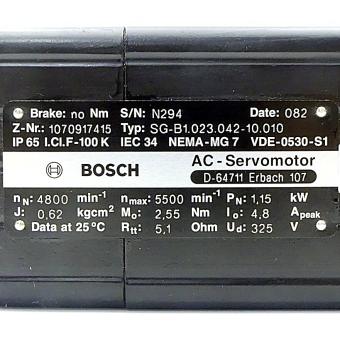 Brake: no Nm S/N: N294 Date: 082
Z-Nr.: 1070917415 Typ: SG-B1.023.042-10.010
IP 65 I.Cl.F-100 K IEC 34 NEMA-MG 7 VDE-0530-S1
BOSCH AC-Servomotor
D-64711 Erbach 107
nN: 4800 min⁻¹ nmax: 5500 min⁻¹ PN: 1,15 kW
J: 0,62 kgcm² Mo: 2,55 Nm Io: 4,8 Apeak
Data at 25°C Rtt: 5,1 Ohm Ud: 325 V